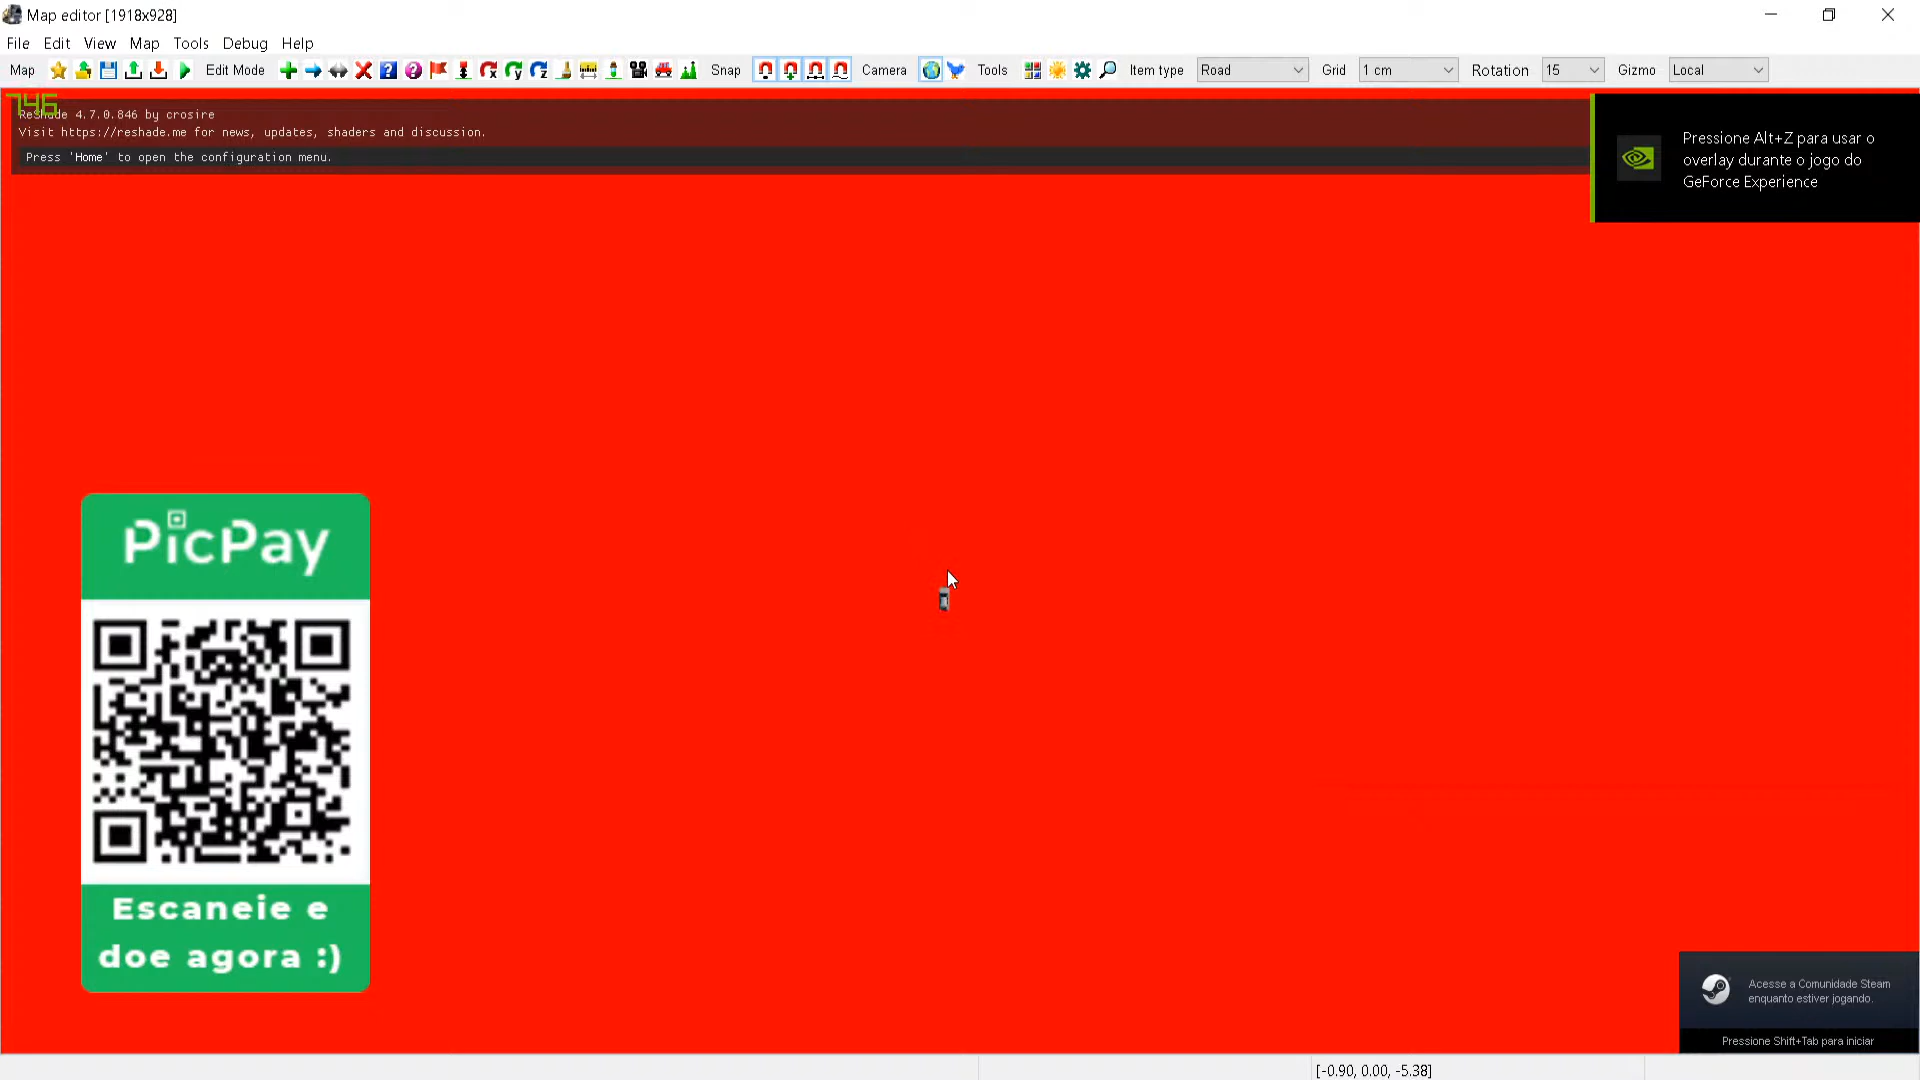 Map editor [1918x928]
File Edit View Map Tools Debug Help
Map Edit Mode Snap Camera Tools Item type Road Grid 1 cm Rotation 15 Gizmo Local
746
ReShade 4.7.0.846 by crosire
Visit https://reshade.me for news, updates, shaders and discussion.
Press 'Home' to open the configuration menu.
Pressione Alt+Z para usar o
overlay durante o jogo do
GeForce Experience
PicPay
Escaneie e
doe agora :)
Acesse a Comunidade Steam
enquanto estiver jogando.
Pressione Shift+Tab para iniciar
[-0.90, 0.00, -5.38]